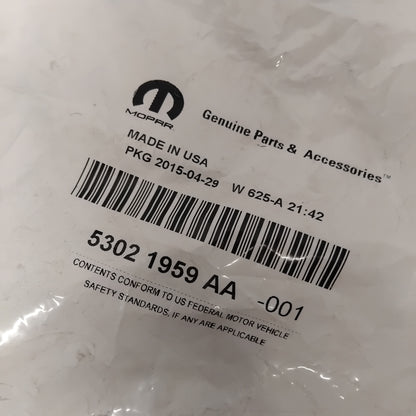 MOPAR
Genuine Parts & Accessories™
MADE IN USA
PKG 2015-04-29 W 625-A 21:42
5302 1959 AA -001
CONTENTS CONFORM TO US FEDERAL MOTOR VEHICLE
SAFETY STANDARDS, IF ANY ARE APPLICABLE